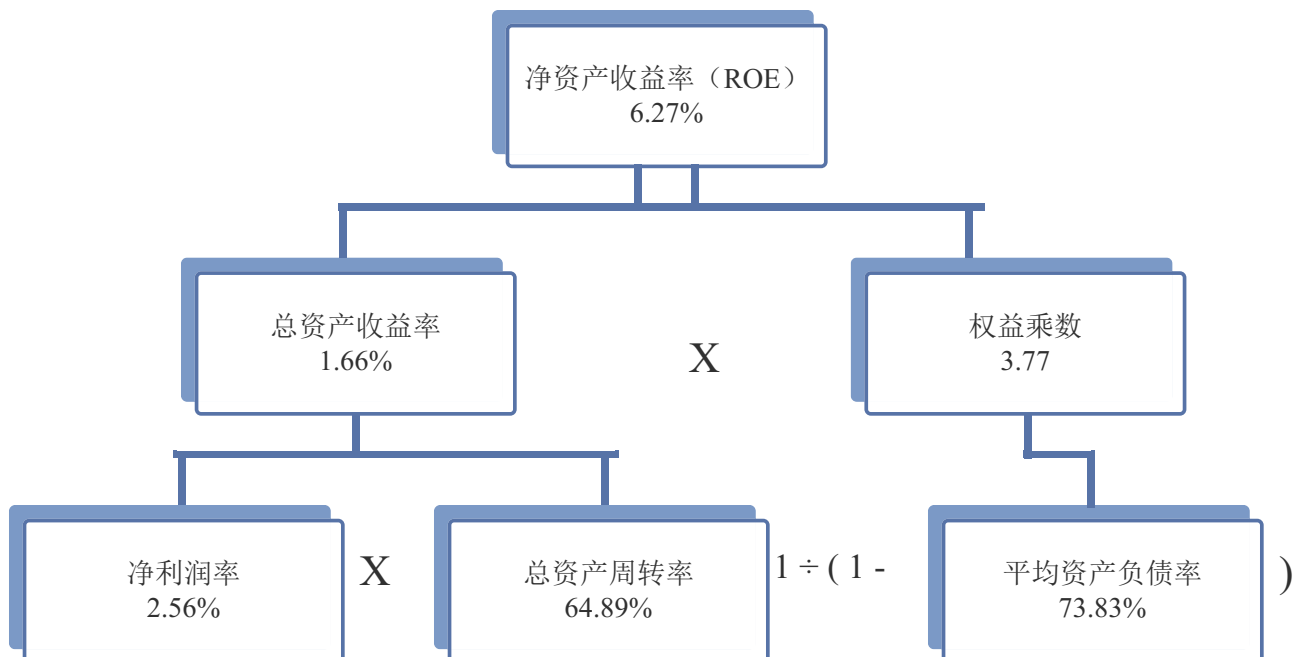 净资产收益率（ROE）
6.27%
总资产收益率
1.66%
X
权益乘数
3.77
净利润率
2.56%
X
总资产周转率
64.89%
1 ÷ ( 1 -
平均资产负债率
73.83%
)